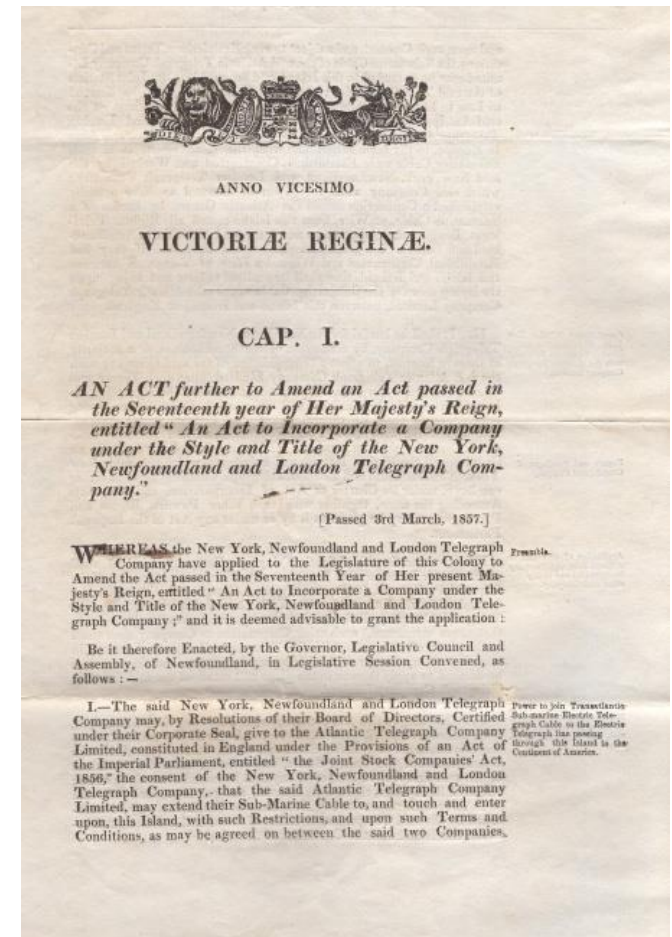 ANNO VICESIMO
VICTORIÆ REGINÆ.
CAP. I.
AN ACT further to Amend an Act passed in
the Seventeenth year of Her Majesty's Reign,
entitled “ An Act to Incorporate a Company
under the Style and Title of the New York,
Newfoundland and London Telegraph Com-
pany.”
[Passed 3rd March, 1857.]
WHEREAS the New York, Newfoundland and London Telegraph
Company have applied to the Legislature of this Colony to
Amend the Act passed in the Seventeenth Year of Her present Ma-
jesty's Reign, entitled “ An Act to Incorporate a Company under the
Style and Title of the New York, Newfoundland and London Tele-
graph Company ;” and it is deemed advisable to grant the application :
Preamble.
Be it therefore Enacted, by the Governor, Legislative Council and
Assembly, of Newfoundland, in Legislative Session Convened, as
follows : —
I.—The said New York, Newfoundland and London Telegraph
Company may, by Resolutions of their Board of Directors, Certified
under their Corporate Seal, give to the Atlantic Telegraph Company
Limited, constituted in England under the Provisions of an Act of
the Imperial Parliament, entitled “ the Joint Stock Companies' Act,
1856,” the consent of the New York, Newfoundland and London
Telegraph Company, that the said Atlantic Telegraph Company
Limited, may extend their Sub-Marine Cable to, and touch and enter
upon, this Island, with such Restrictions, and upon such Terms and
Conditions, as may be agreed on between the said two Companies,
Power to join Transatlantic
Sub-marine Electric Tele-
graph Cable to the Electric
Telegraph line passing
through this Island to the
Continent of America.